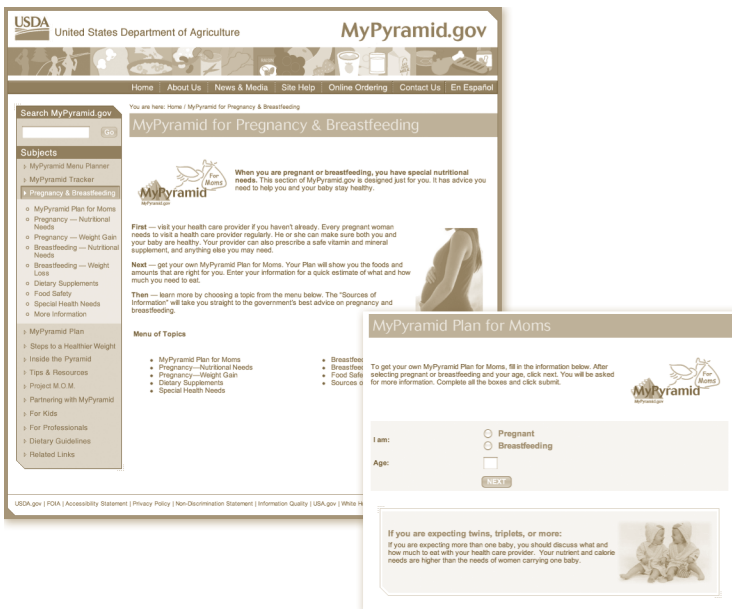 USDA
United States Department of Agriculture
MyPyramid.gov
Home | About Us | News & Media | Site Help | Online Ordering | Contact Us | En Español
Search MyPyramid.gov
Go
Subjects
MyPyramid Menu Planner
MyPyramid Tracker
Pregnancy & Breastfeeding
MyPyramid Plan for Moms
Pregnancy — Nutritional
Needs
Pregnancy — Weight Gain
Breastfeeding — Nutritional
Needs
Breastfeeding — Weight
Loss
Dietary Supplements
Food Safety
Special Health Needs
More Information
MyPyramid Plan
Steps to a Healthier Weight
Inside the Pyramid
Tips & Resources
Project M.O.M.
Partnering with MyPyramid
For Kids
For Professionals
Dietary Guidelines
Related Links
You are here: Home / MyPyramid for Pregnancy & Breastfeeding
MyPyramid for Pregnancy & Breastfeeding
For
Moms
MyPyramid
MyPyramid.gov
When you are pregnant or breastfeeding, you have special nutritional
needs. This section of MyPyramid.gov is designed just for you. It has advice you
need to help you and your baby stay healthy.
First — visit your health care provider if you haven't already. Every pregnant woman
needs to visit a health care provider regularly. He or she can make sure both you and
your baby are healthy. Your provider can also prescribe a safe vitamin and mineral
supplement, and anything else you may need.
Next — get your own MyPyramid Plan for Moms. Your Plan will show you the foods and
amounts that are right for you. Enter your information for a quick estimate of what and how
much you need to eat.
Then — learn more by choosing a topic from the menu below. The "Sources of
Information" will take you straight to the government's best advice on pregnancy and
breastfeeding.
Menu of Topics
MyPyramid Plan for Moms
Pregnancy—Nutritional Needs
Pregnancy—Weight Gain
Dietary Supplements
Special Health Needs
Breastfee
Breastfee
Food Safe
Sources o
USDA.gov | FOIA | Accessibility Statement | Privacy Policy | Non-Discrimination Statement | Information Quality | USA.gov | White H
MyPyramid Plan for Moms
To get your own MyPyramid Plan for Moms, fill in the information below. After
selecting pregnant or breastfeeding and your age, click next. You will be asked
for more information. Complete all the boxes and click submit.
For
Moms
MyPyramid
MyPyramid.gov
I am:
Pregnant
Breastfeeding
Age:
NEXT
If you are expecting twins, triplets, or more:
If you are expecting more than one baby, you should discuss what and
how much to eat with your health care provider. Your nutrient and calorie
needs are higher than the needs of women carrying one baby.